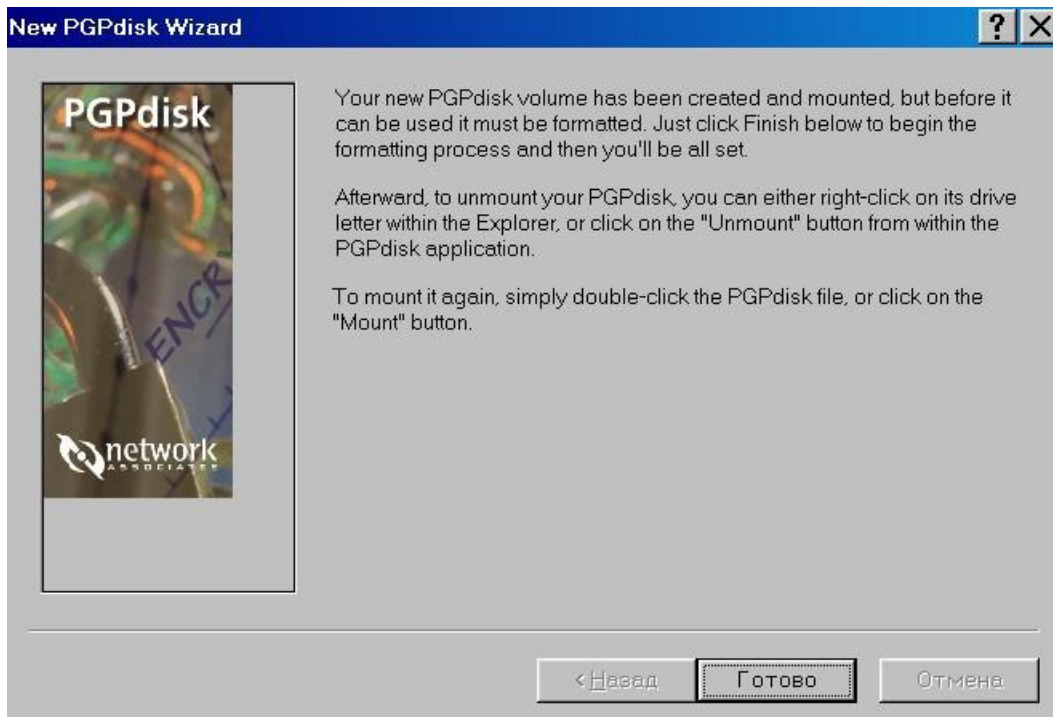 New PGPdisk Wizard
PGPdisk
ENCR
network
ASSOCIATES
Your new PGPdisk volume has been created and mounted, but before it
can be used it must be formatted. Just click Finish below to begin the
formatting process and then you'll be all set.
Afterward, to unmount your PGPdisk, you can either right-click on its drive
letter within the Explorer, or click on the "Unmount" button from within the
PGPdisk application.
To mount it again, simply double-click the PGPdisk file, or click on the
"Mount" button.
< Назад
Готово
Отмена